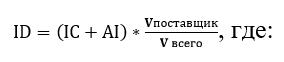 ID = (IC + AI) * Vпоставщик / V всего, где: